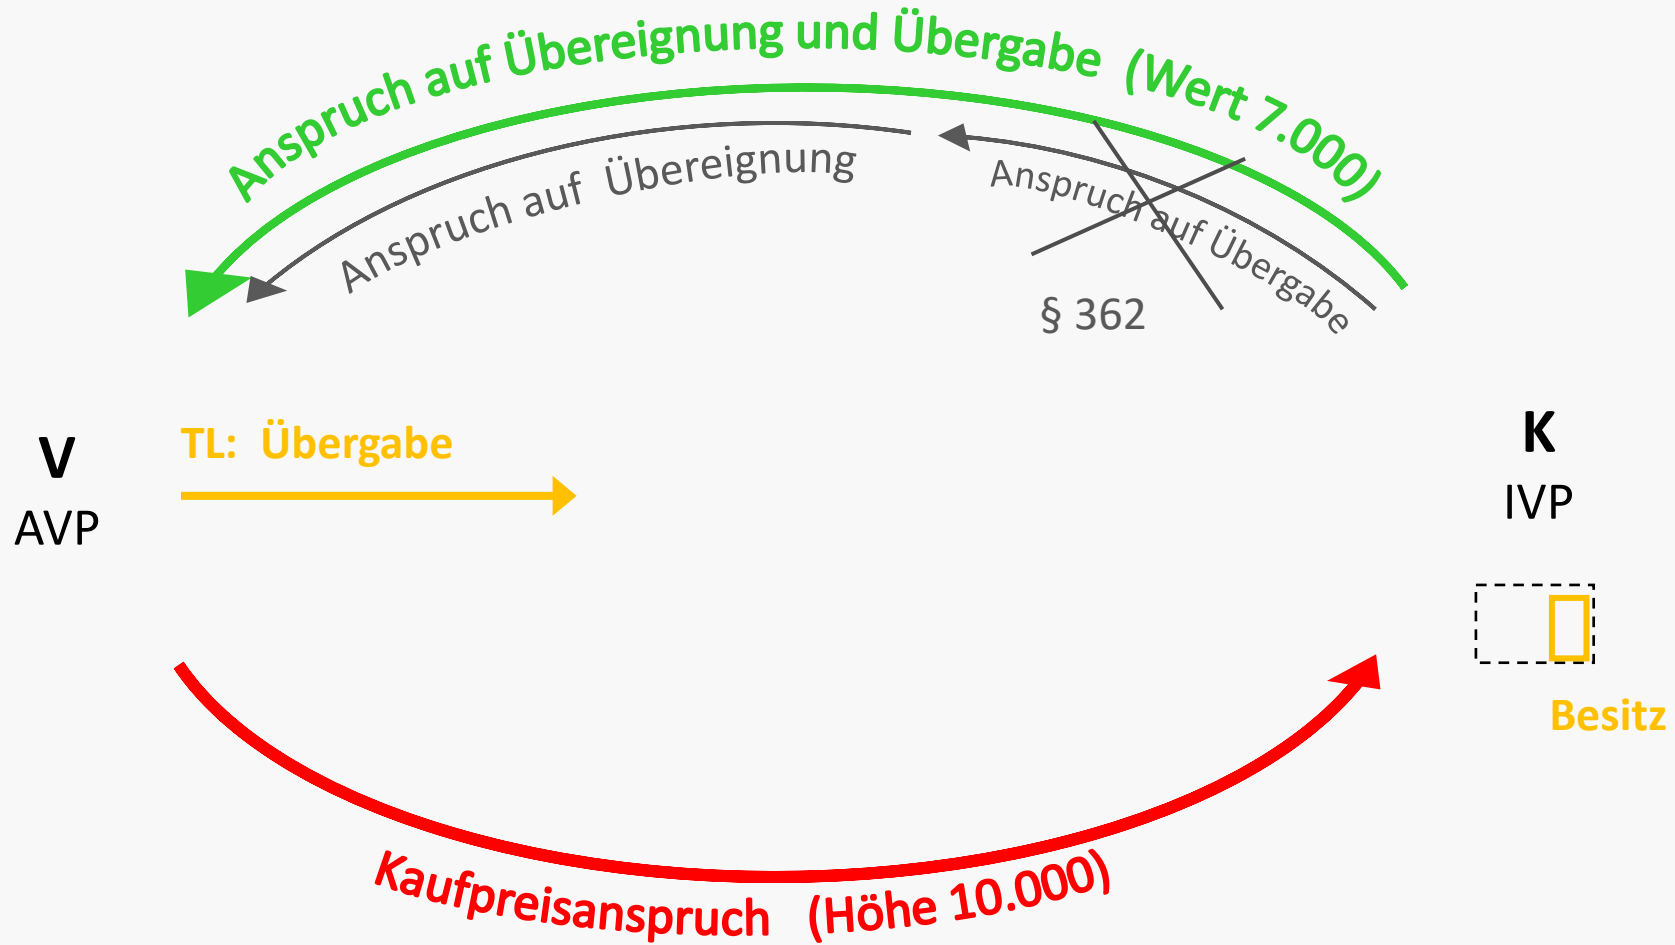 Anspruch auf Übereignung und Übergabe (Wert 7.000)
Anspruch auf Übereignung
Anspruch auf Übergabe
§ 362
V
AVP
TL: Übergabe
K
IVP
Besitz
Kaufpreisanspruch (Höhe 10.000)